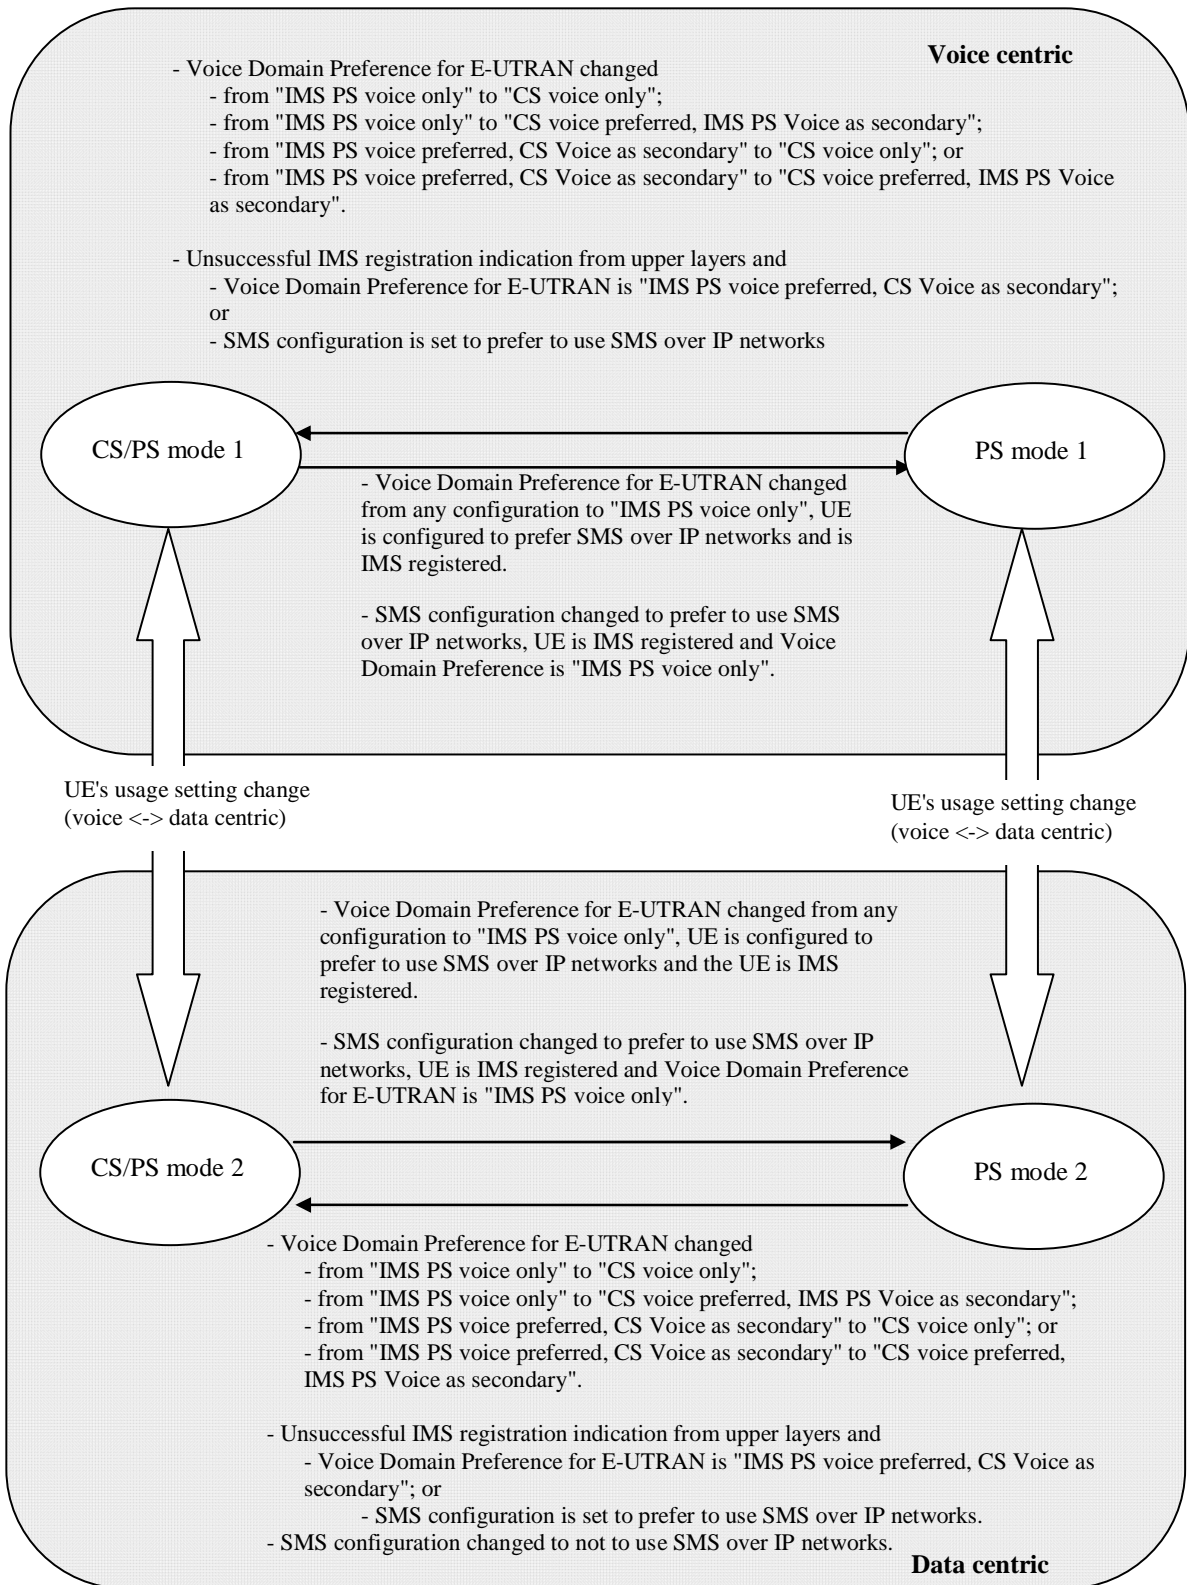 Voice centric
- Voice Domain Preference for E-UTRAN changed
- from "IMS PS voice only" to "CS voice only";
- from "IMS PS voice only" to "CS voice preferred, IMS PS Voice as secondary";
- from "IMS PS voice preferred, CS Voice as secondary" to "CS voice only"; or
- from "IMS PS voice preferred, CS Voice as secondary" to "CS voice preferred, IMS PS Voice
as secondary".
- Unsuccessful IMS registration indication from upper layers and
- Voice Domain Preference for E-UTRAN is "IMS PS voice preferred, CS Voice as secondary";
or
- SMS configuration is set to prefer to use SMS over IP networks
CS/PS mode 1
PS mode 1
- Voice Domain Preference for E-UTRAN changed
from any configuration to "IMS PS voice only", UE
is configured to prefer SMS over IP networks and is
IMS registered.
- SMS configuration changed to prefer to use SMS
over IP networks, UE is IMS registered and Voice
Domain Preference is "IMS PS voice only".
UE's usage setting change
(voice <-> data centric)
UE's usage setting change
(voice <-> data centric)
- Voice Domain Preference for E-UTRAN changed from any
configuration to "IMS PS voice only", UE is configured to
prefer to use SMS over IP networks and the UE is IMS
registered.
- SMS configuration changed to prefer to use SMS over IP
networks, UE is IMS registered and Voice Domain Preference
for E-UTRAN is "IMS PS voice only".
CS/PS mode 2
PS mode 2
- Voice Domain Preference for E-UTRAN changed
- from "IMS PS voice only" to "CS voice only";
- from "IMS PS voice only" to "CS voice preferred, IMS PS Voice as secondary";
- from "IMS PS voice preferred, CS Voice as secondary" to "CS voice only"; or
- from "IMS PS voice preferred, CS Voice as secondary" to "CS voice preferred,
IMS PS Voice as secondary".
- Unsuccessful IMS registration indication from upper layers and
- Voice Domain Preference for E-UTRAN is "IMS PS voice preferred, CS Voice as
secondary"; or
- SMS configuration is set to prefer to use SMS over IP networks.
- SMS configuration changed to not to use SMS over IP networks.
Data centric